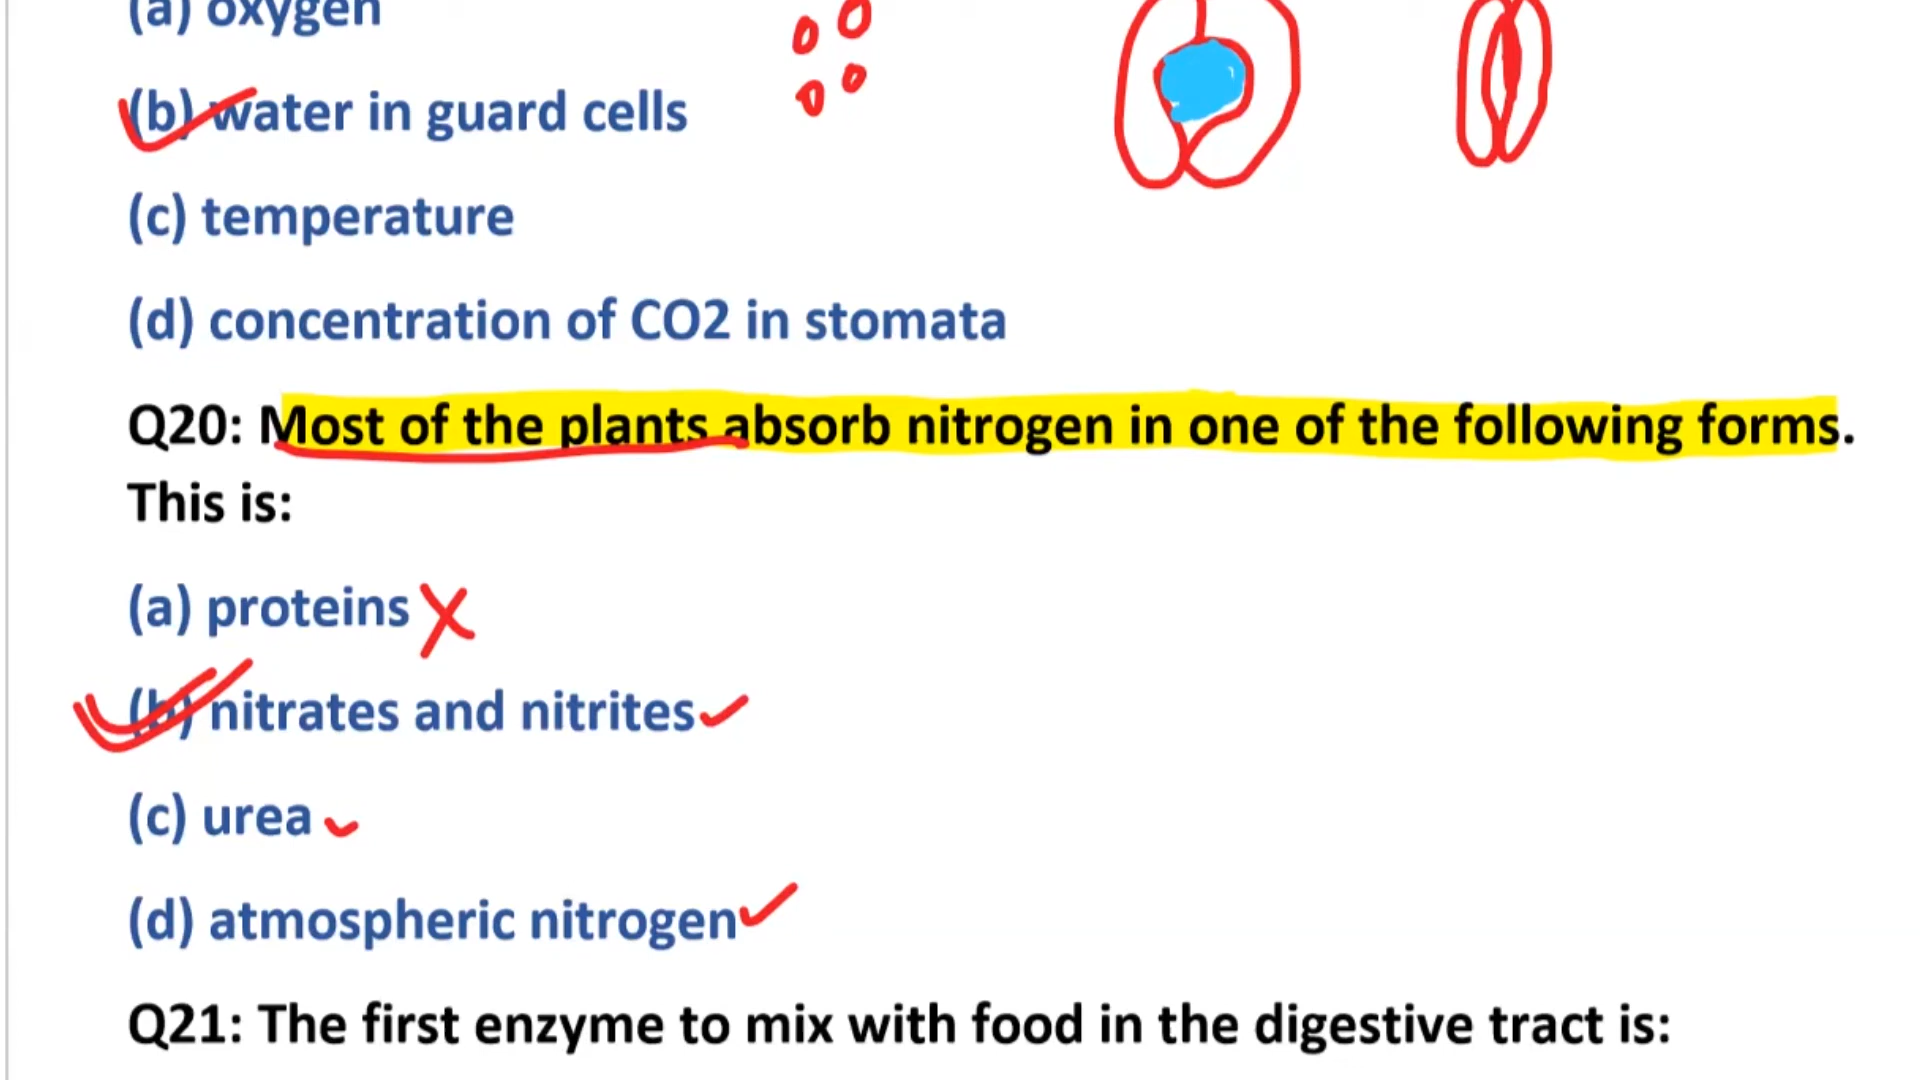 (a) oxygen
(b) water in guard cells
(c) temperature
(d) concentration of CO2 in stomata
Q20: Most of the plants absorb nitrogen in one of the following forms.
This is:
(a) proteins
(b) nitrates and nitrites
(c) urea
(d) atmospheric nitrogen
Q21: The first enzyme to mix with food in the digestive tract is: